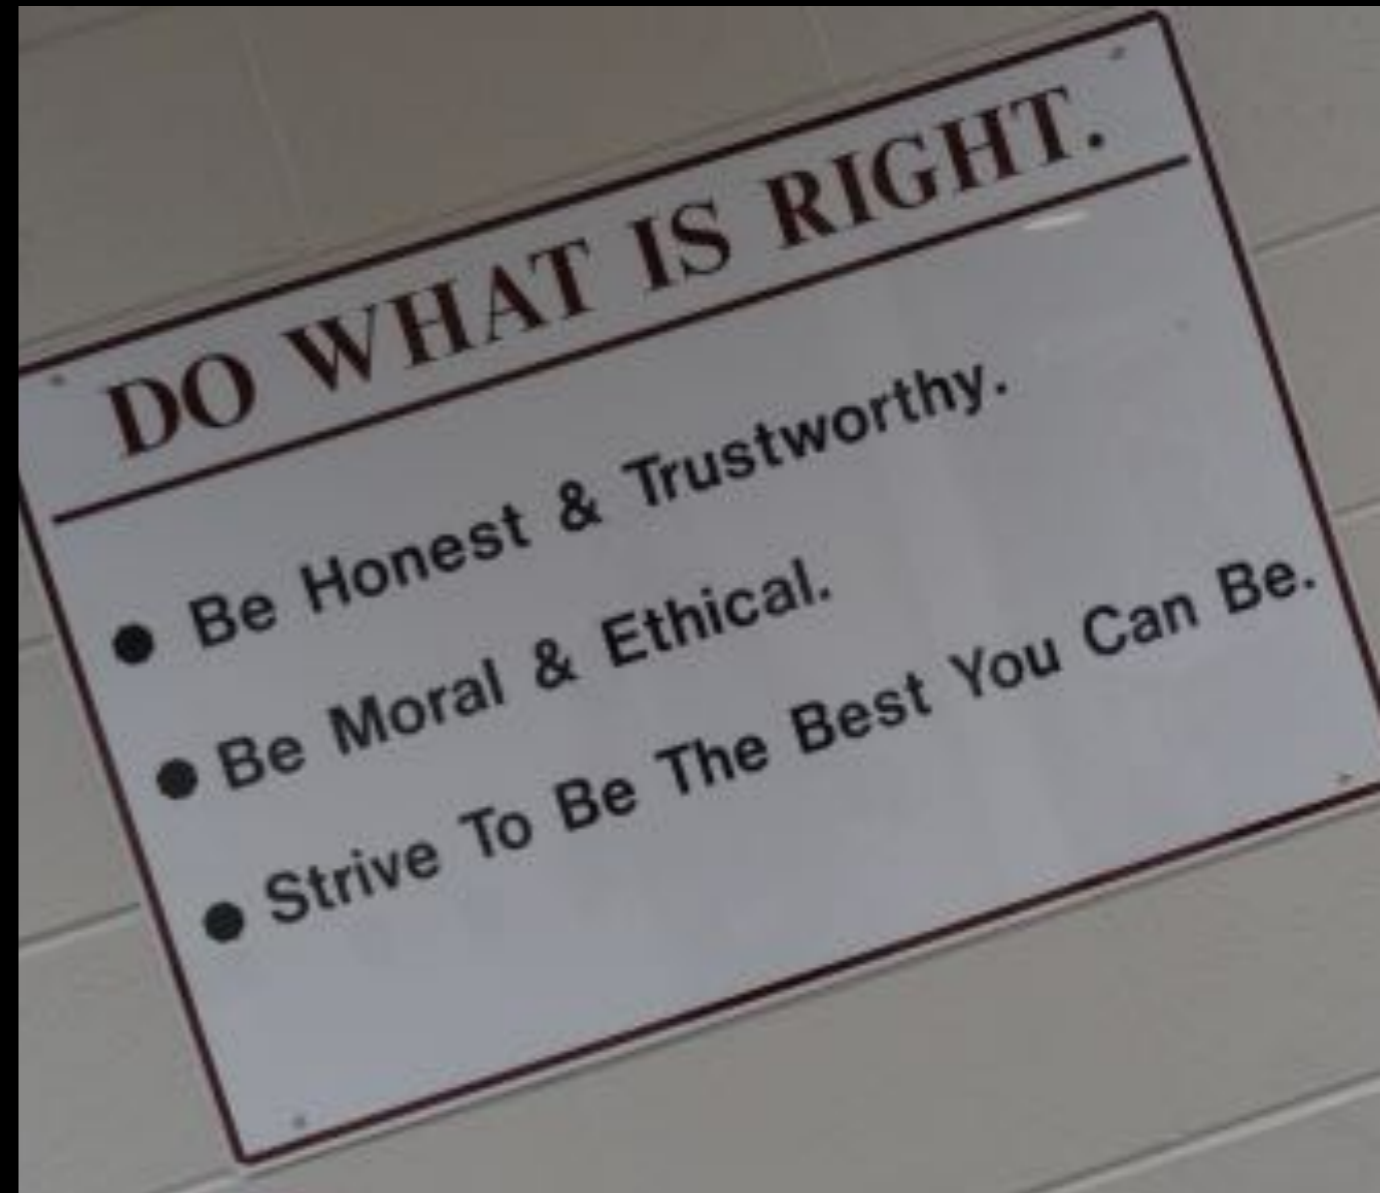 DO WHAT IS RIGHT.
● Be Honest & Trustworthy.
● Be Moral & Ethical.
● Strive To Be The Best You Can Be.